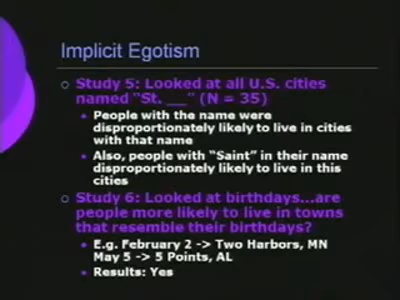 Implicit Egotism
Study 5: Looked at all U.S. cities
named "St. __" (N = 35)
People with the name were
disproportionately likely to live in cities
with that name
Also, people with "Saint" in their name
disproportionately likely to live in this
cities
Study 6: Looked at birthdays...are
people more likely to live in towns
that resemble their birthdays?
E.g. February 2 -> Two Harbors, MN
May 5 -> 5 Points, AL
Results: Yes